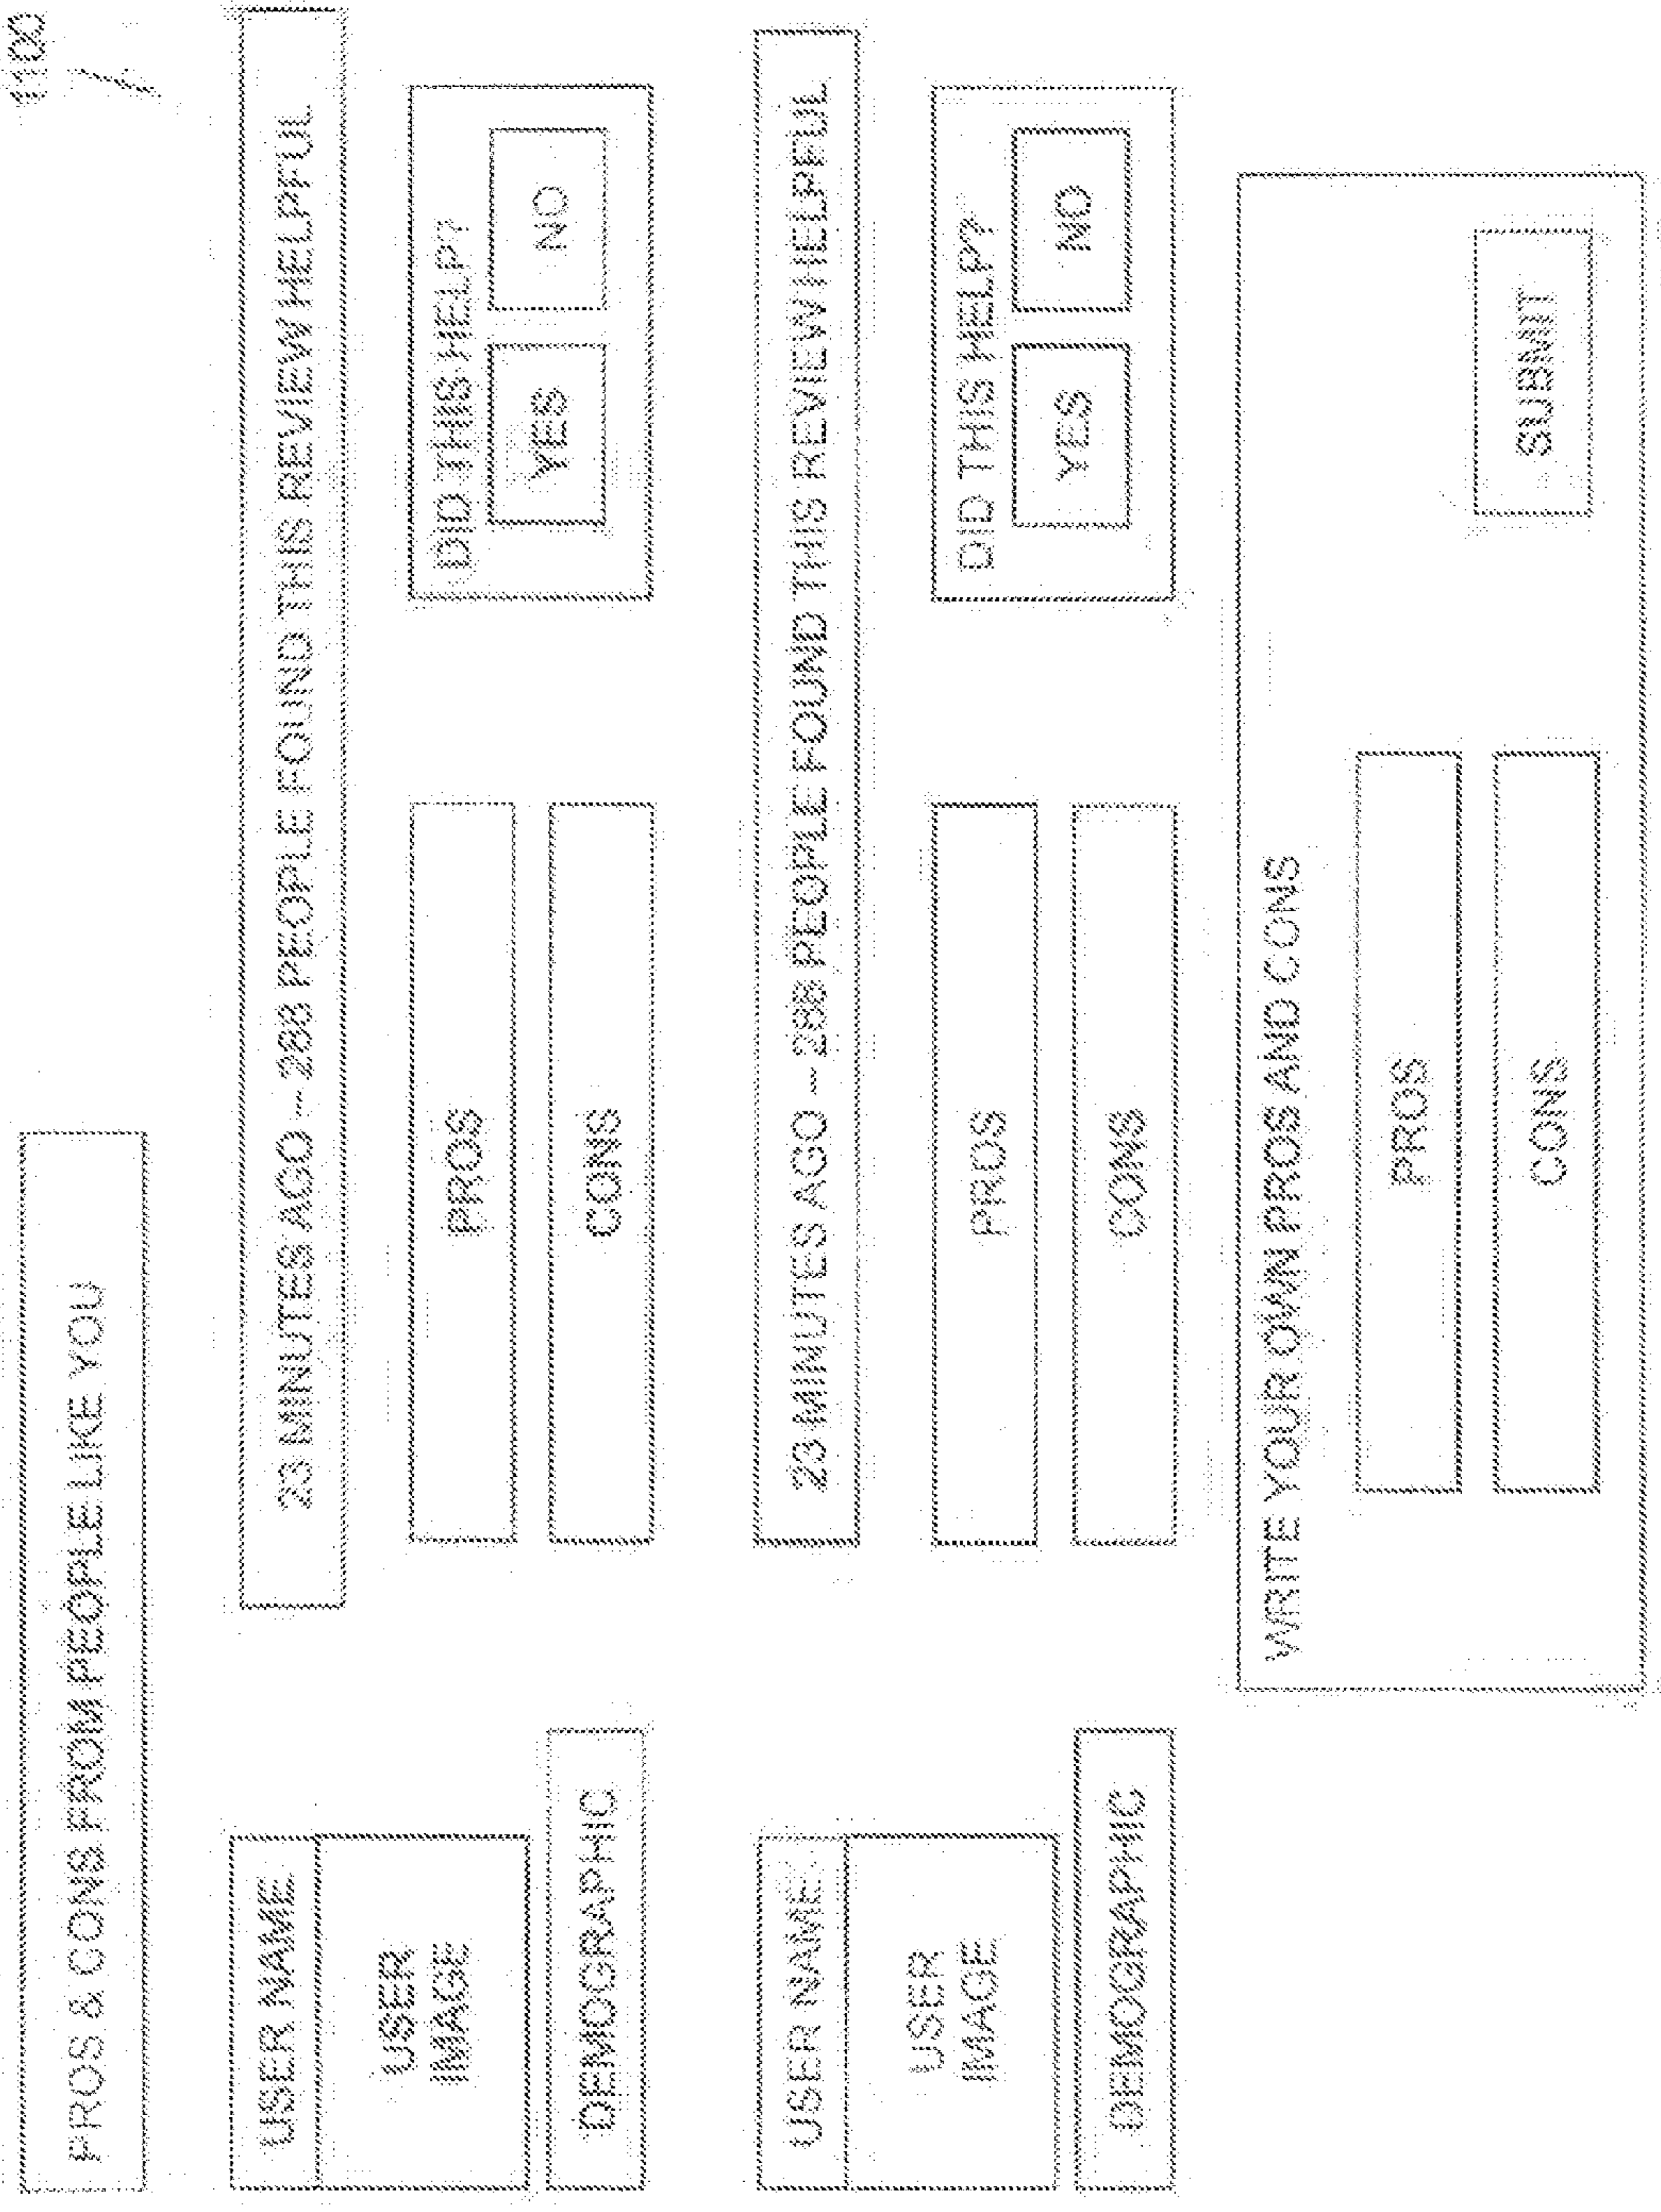 1100
PROS & CONS FROM PEOPLE LIKE YOU
USER NAME
USER
IMAGE
DEMOGRAPHIC
23 MINUTES AGO -- 288 PEOPLE FOUND THIS REVIEW HELPFUL
PROS
CONS
DID THIS HELP?
YES
NO
USER NAME
USER
IMAGE
DEMOGRAPHIC
23 MINUTES AGO -- 288 PEOPLE FOUND THIS REVIEW HELPFUL
PROS
CONS
DID THIS HELP?
YES
NO
WRITE YOUR OWN PROS AND CONS
PROS
CONS
SUBMIT